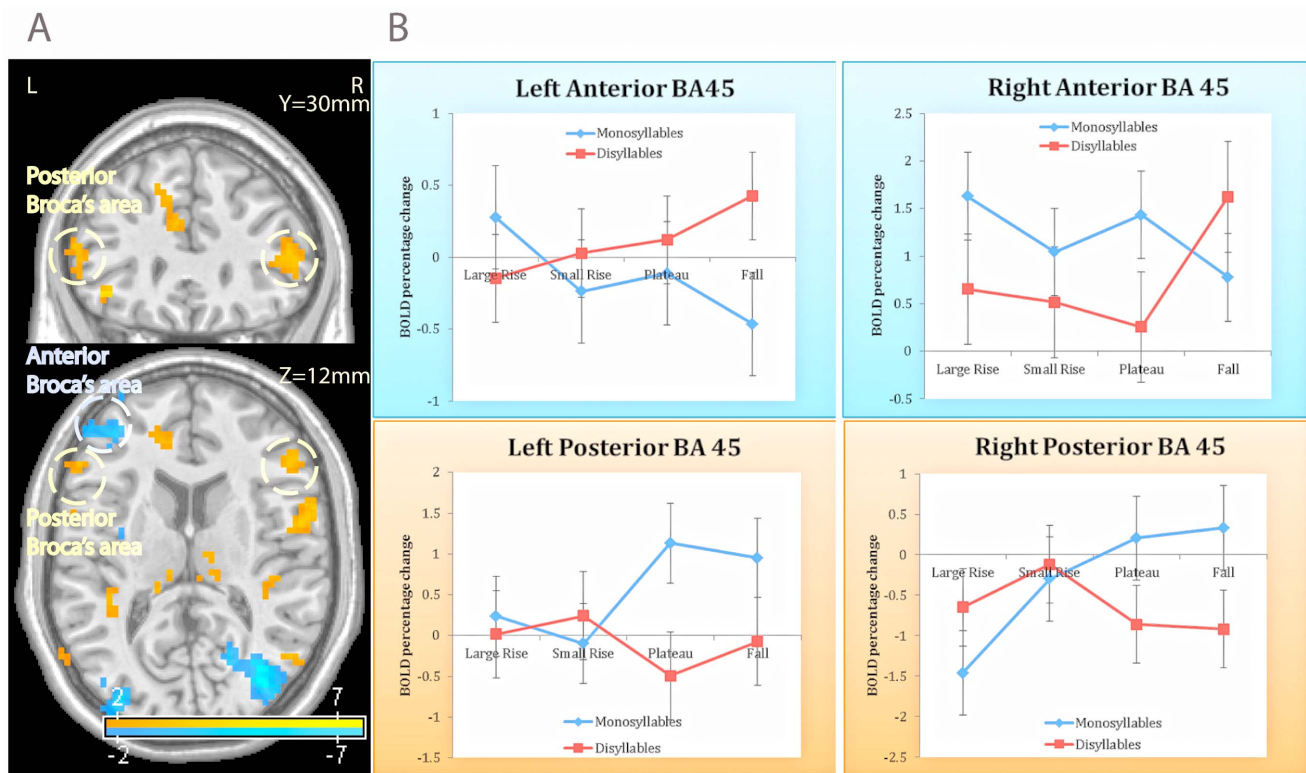 A
B
L
R
Y=30mm
Posterior
Broca's area
Anterior
Broca's area
Z=12mm
Posterior
Broca's area
2
7
-2
-7
Left Anterior BA45
1
0.5
0
-0.5
-1
BOLD percentage change
Monosyllables
Disyllables
Large Rise
Small Rise
Plateau
Fall
Right Anterior BA 45
2.5
2
1.5
1
0.5
0
-0.5
BOLD percentage change
Monosyllables
Disyllables
Large Rise
Small Rise
Plateau
Fall
Left Posterior BA 45
2
1.5
1
0.5
0
-0.5
-1
-1.5
BOLD percentage change
Large Rise
Small Rise
Plateau
Fall
Monosyllables
Disyllables
Right Posterior BA 45
1
0.5
0
-0.5
-1
-1.5
-2
-2.5
BOLD percentage change
Large Rise
Small Rise
Plateau
Fall
Monosyllables
Disyllables